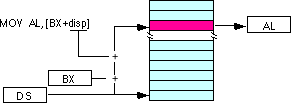 MOV AL,[BX+disp]
AL
+
BX
+
DS